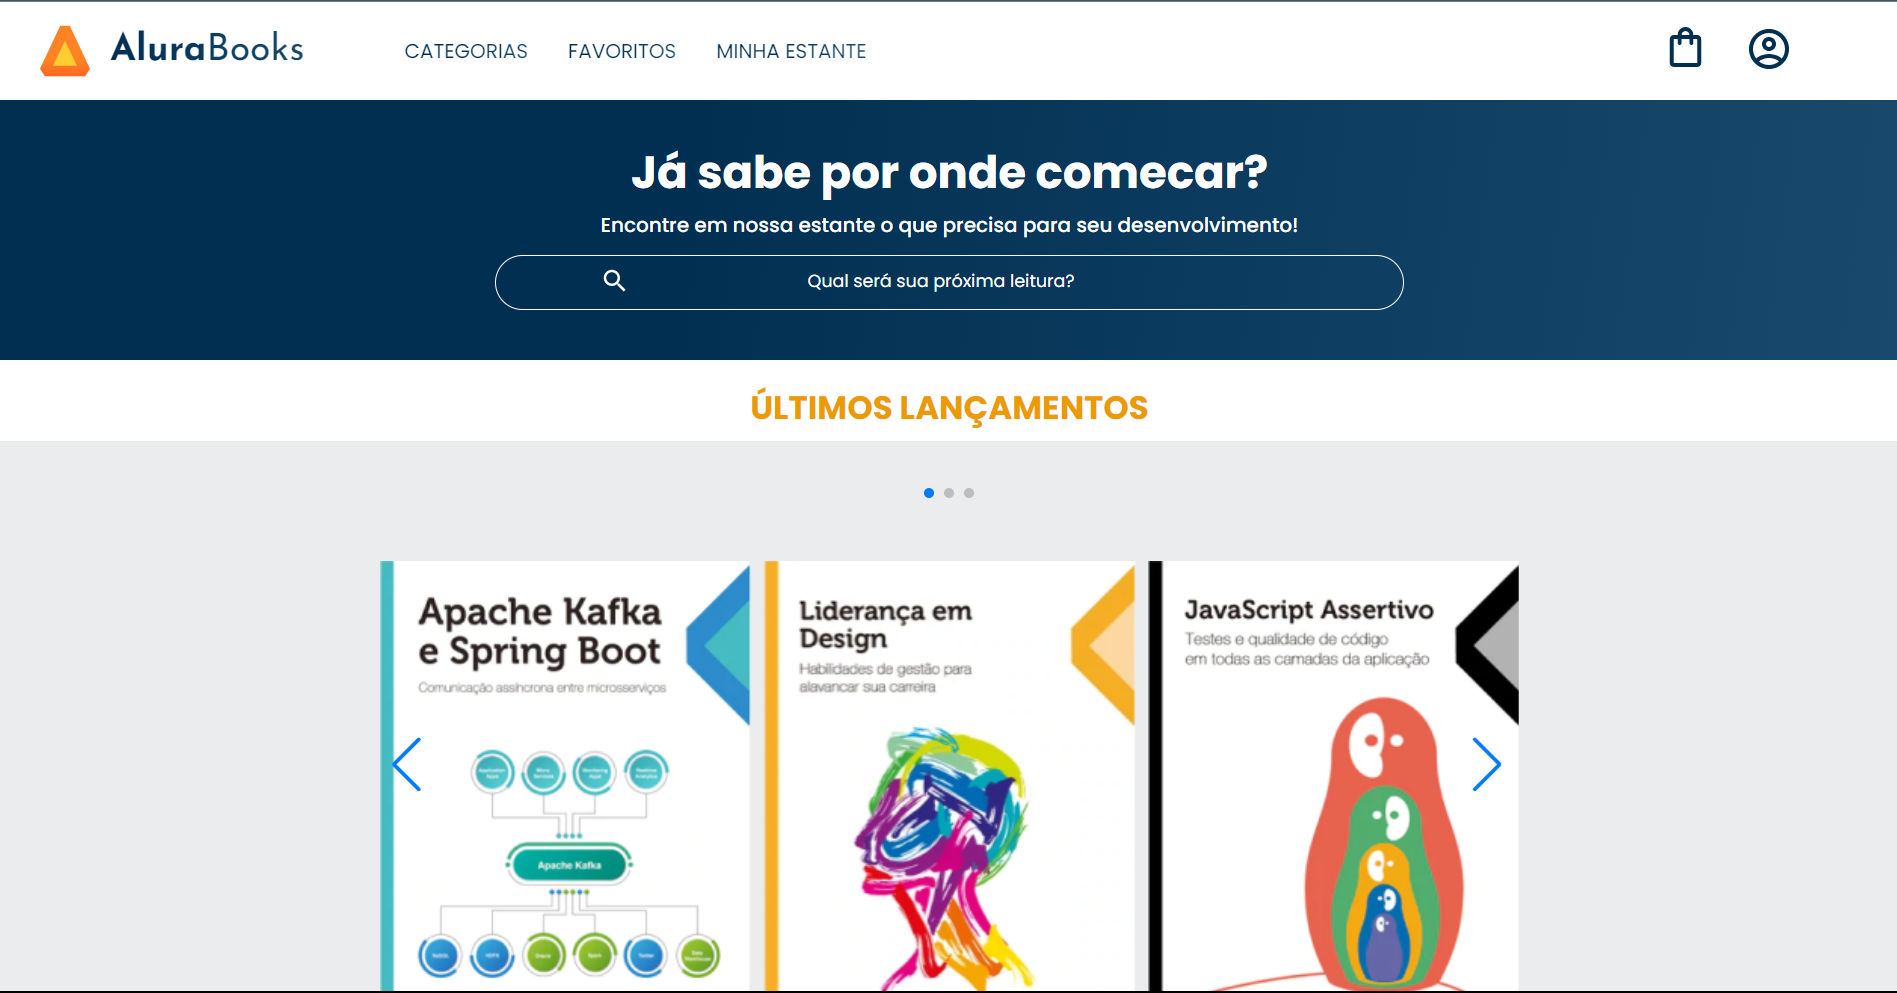 AluraBooks
CATEGORIAS
FAVORITOS
MINHA ESTANTE
Já sabe por onde comecar?
Encontre em nossa estante o que precisa para seu desenvolvimento!
Qual será sua próxima leitura?
ÚLTIMOS LANÇAMENTOS
Apache Kafka
e Spring Boot
Comunicação assíncrona entre microsserviços
Apache Kafka
Liderança em
Design
Habilidades de gestão para
alavancar sua carreira
JavaScript Assertivo
Testes e qualidade de código
em todas as camadas da aplicação